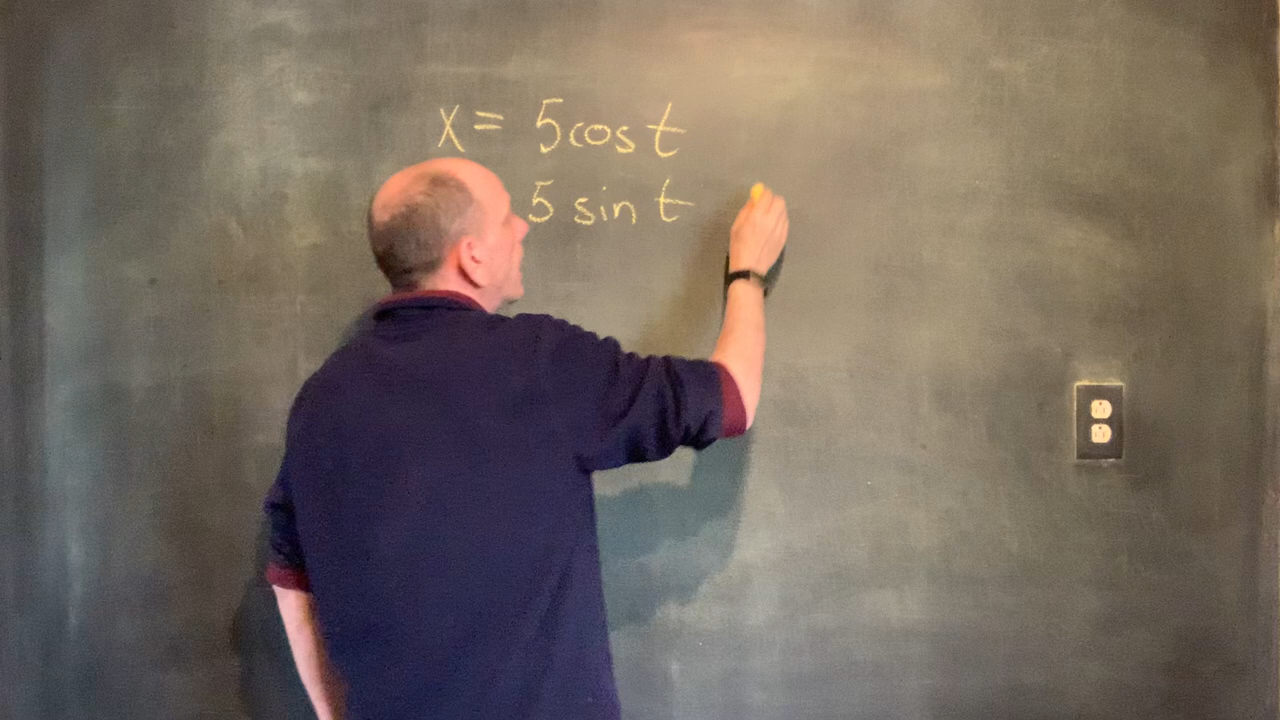 x = 5cos t
5 sin t